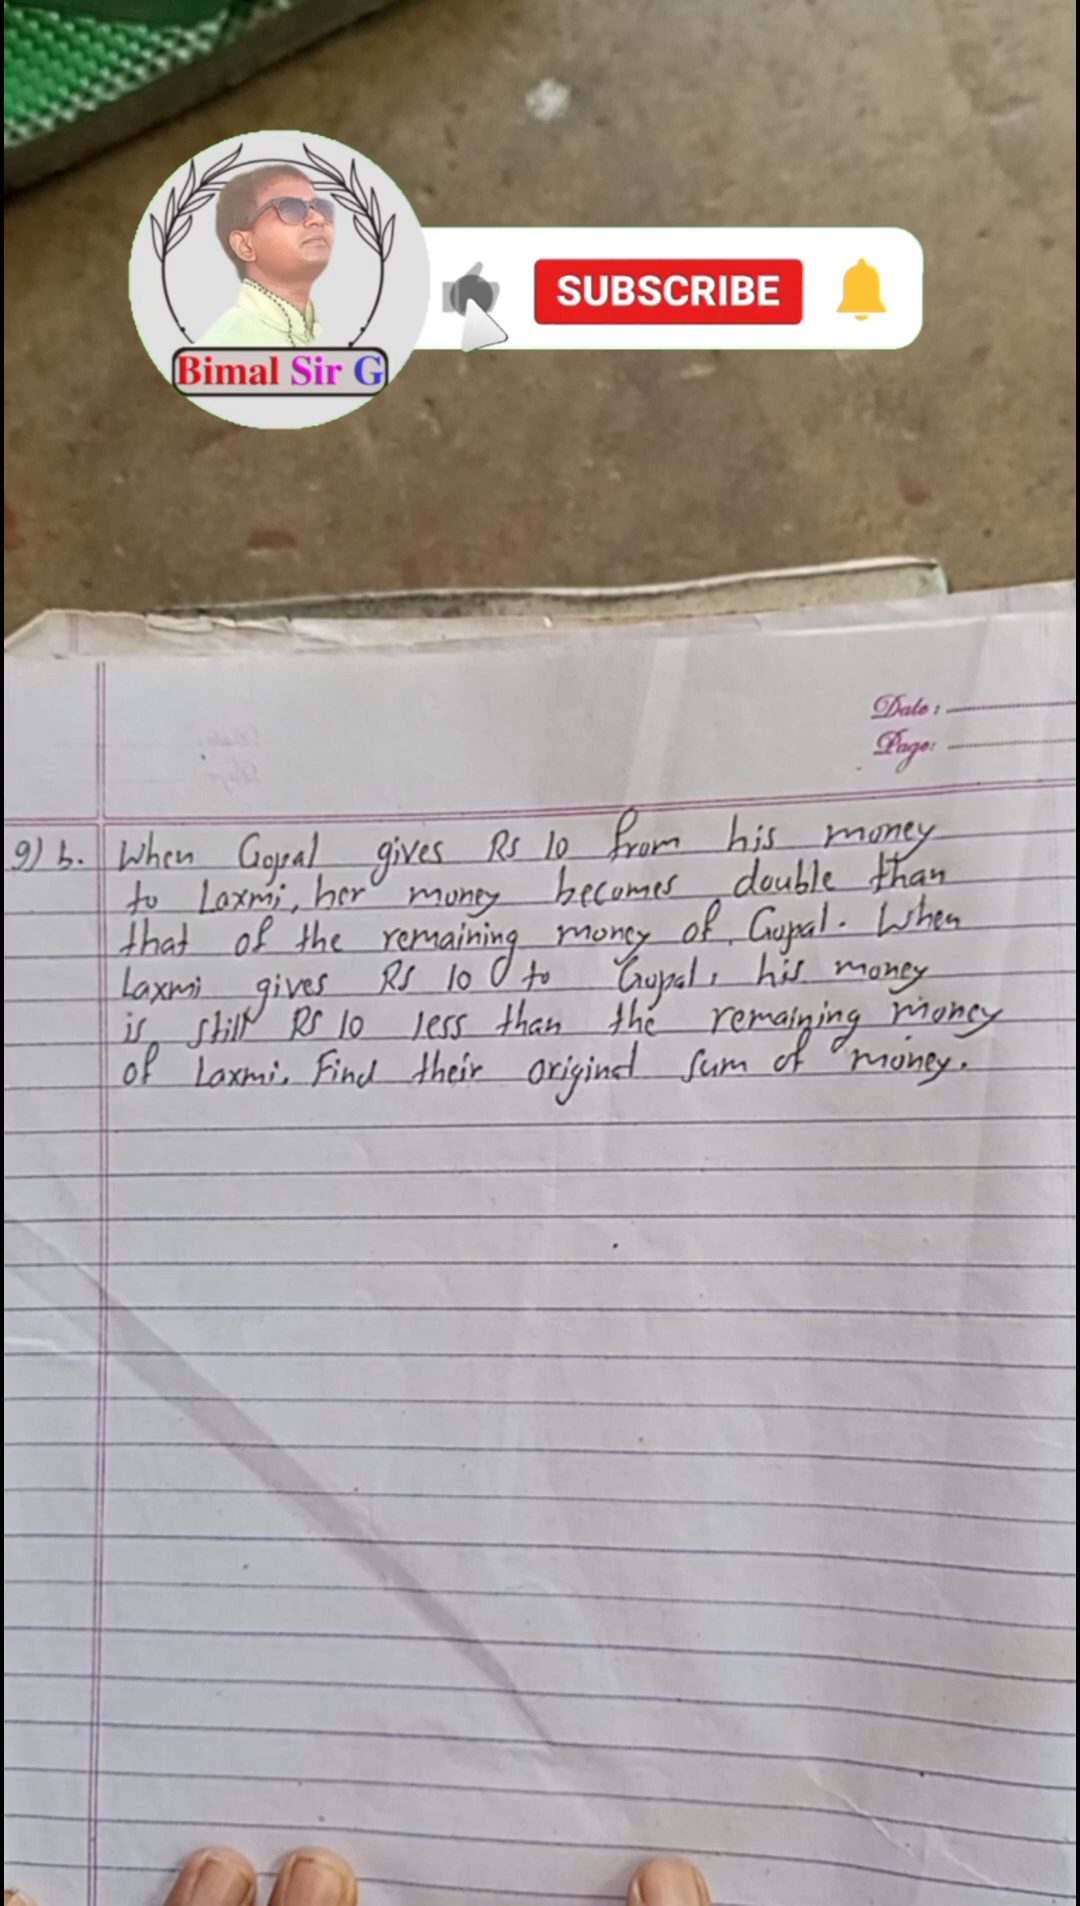 Bimal Sir G
SUBSCRIBE
Date:
Page:
9) b. When Gopal gives Rs 10 from his money
to Laxmi, her money becomes double than
that of the remaining money of Gopal. When
Laxmi gives Rs 10 to Gopal, his money
is still Rs 10 less than the remaining money
of Laxmi. Find their original sum of money.